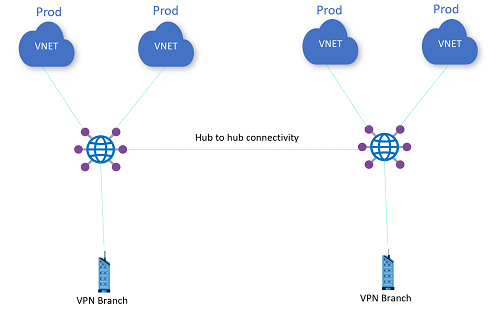 Prod
Prod
Prod
Prod
VNET
VNET
VNET
VNET
Hub to hub connectivity
VPN Branch
VPN Branch